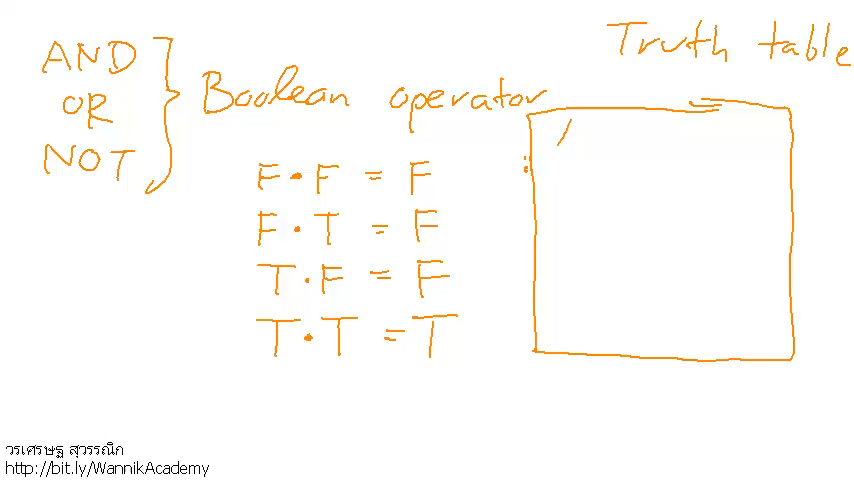 AND
OR
NOT
Boolean operator
F · F = F
F · T = F
T · F = F
T · T = T
Truth table
วรเศรษฐ สุวรรณิก
http://bit.ly/WannikAcademy